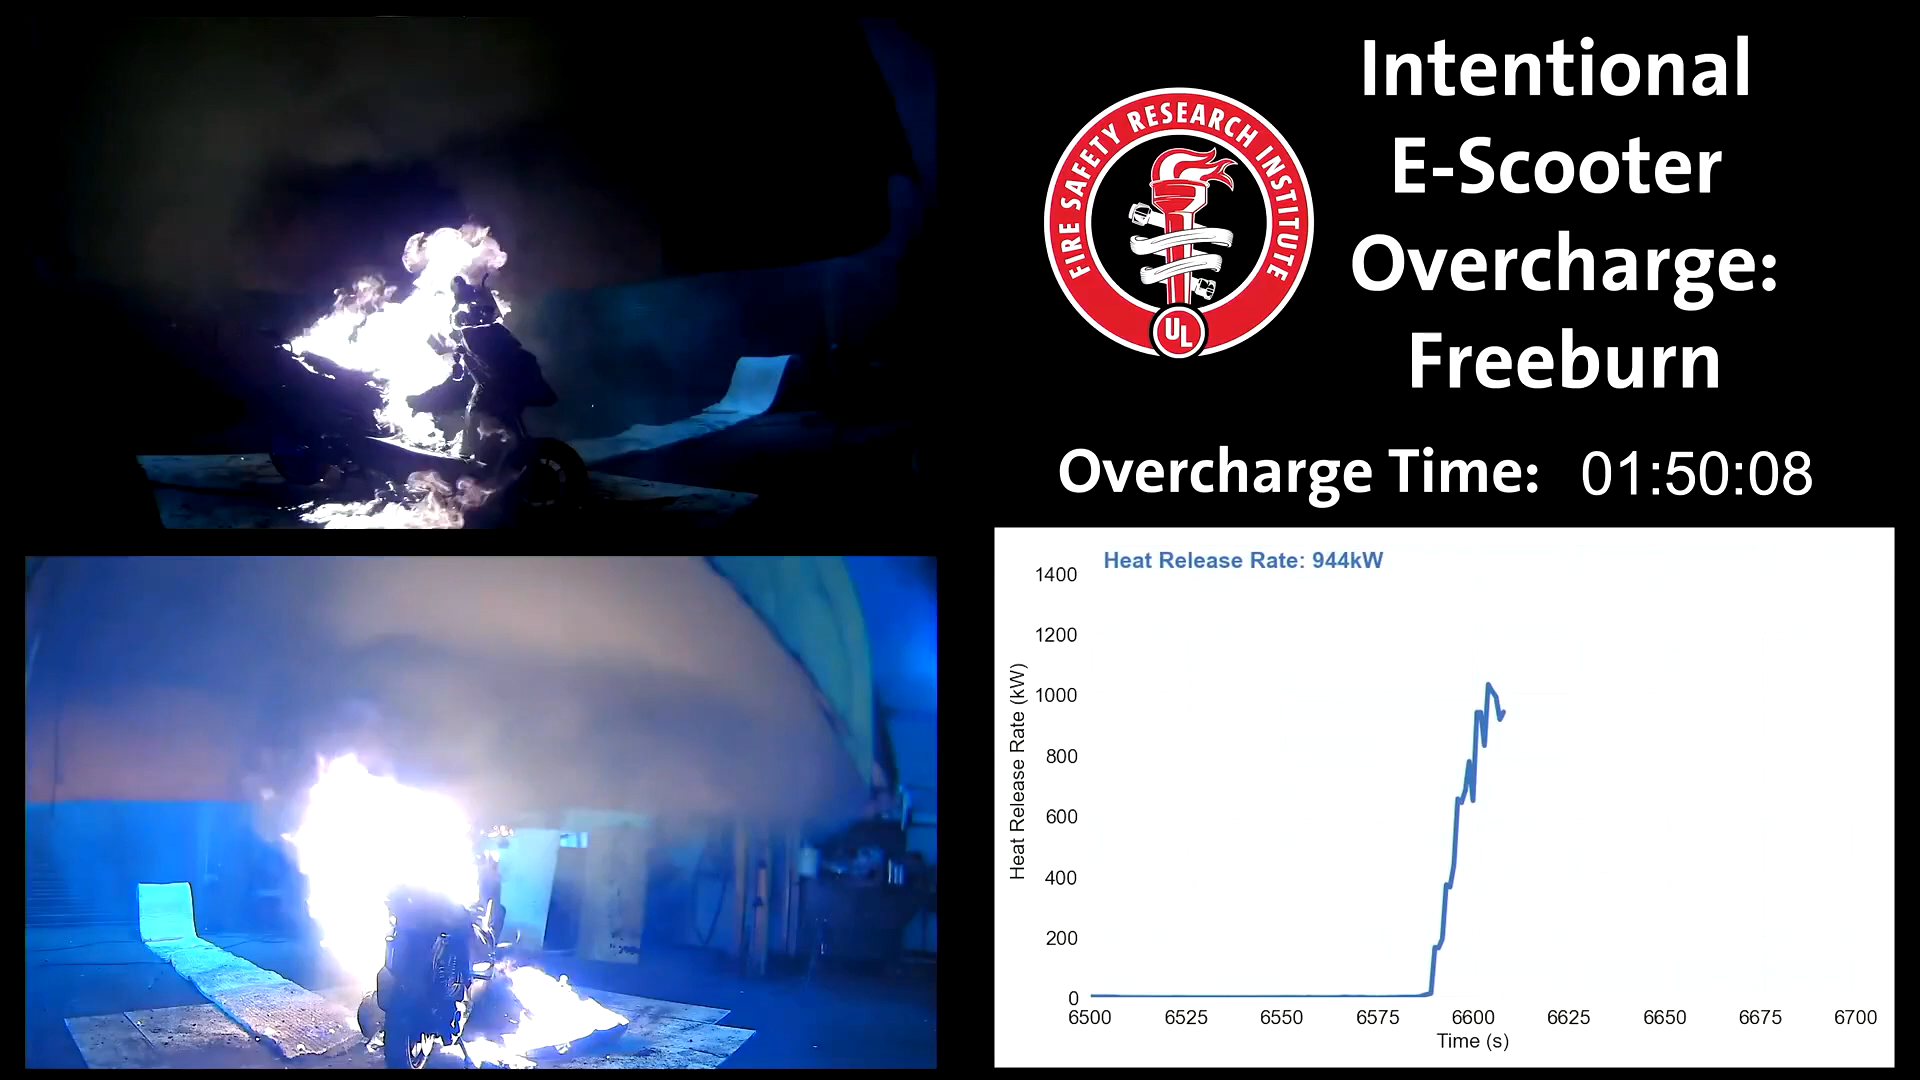 Intentional
E-Scooter
Overcharge:
Freeburn
FIRE SAFETY RESEARCH INSTITUTE
UL
Overcharge Time: 01:50:08
Heat Release Rate: 944kW
Heat Release Rate (kW)
1400
1200
1000
800
600
400
200
0
6500 6525 6550 6575 6600 6625 6650 6675 6700
Time (s)